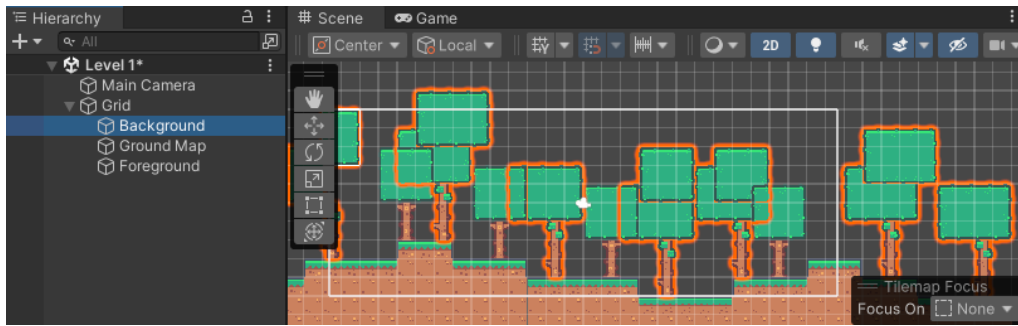 Hierarchy
All
Level 1*
Main Camera
Grid
Background
Ground Map
Foreground
Scene
Game
Center
Local
2D
Tilemap Focus
Focus On
None